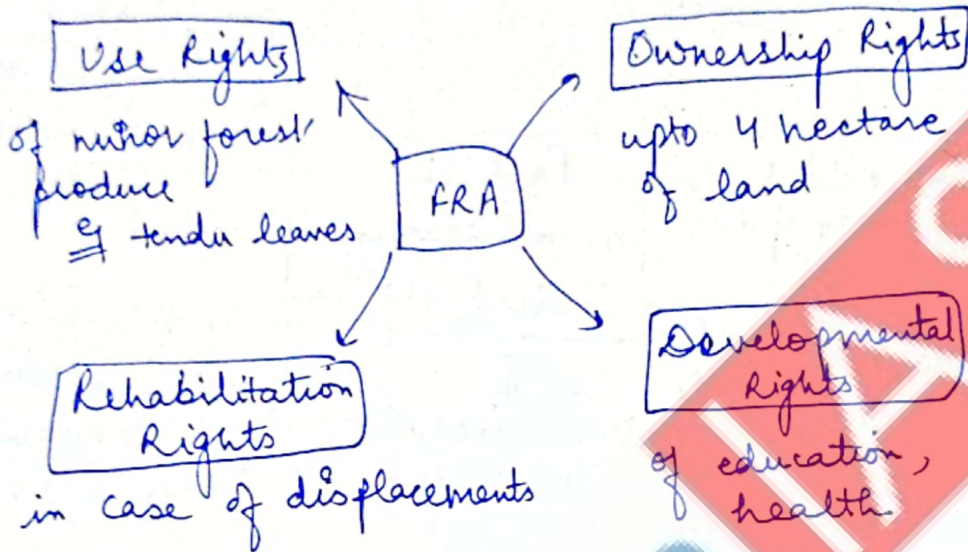 Use Rights
of minor forest
produce
eg tendu leaves
Ownership Rights
upto 4 hectare
of land
FRA
Rehabilitation
Rights
in case of displacements
Developmental
Rights
of education,
health